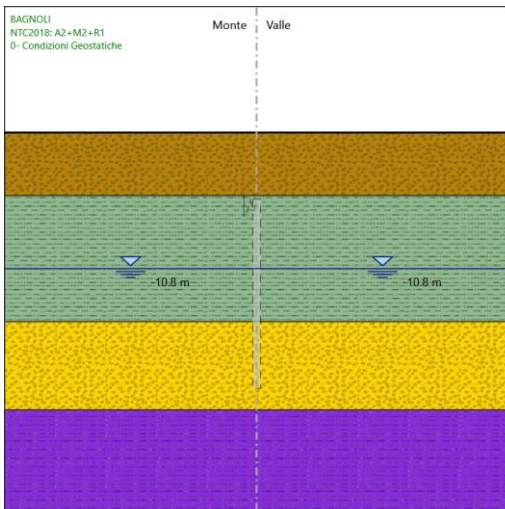 BAGNOLI
NTC2018: A2+M2+R1
0- Condizioni Geostatiche
Monte Valle
-10.8 m -10.8 m